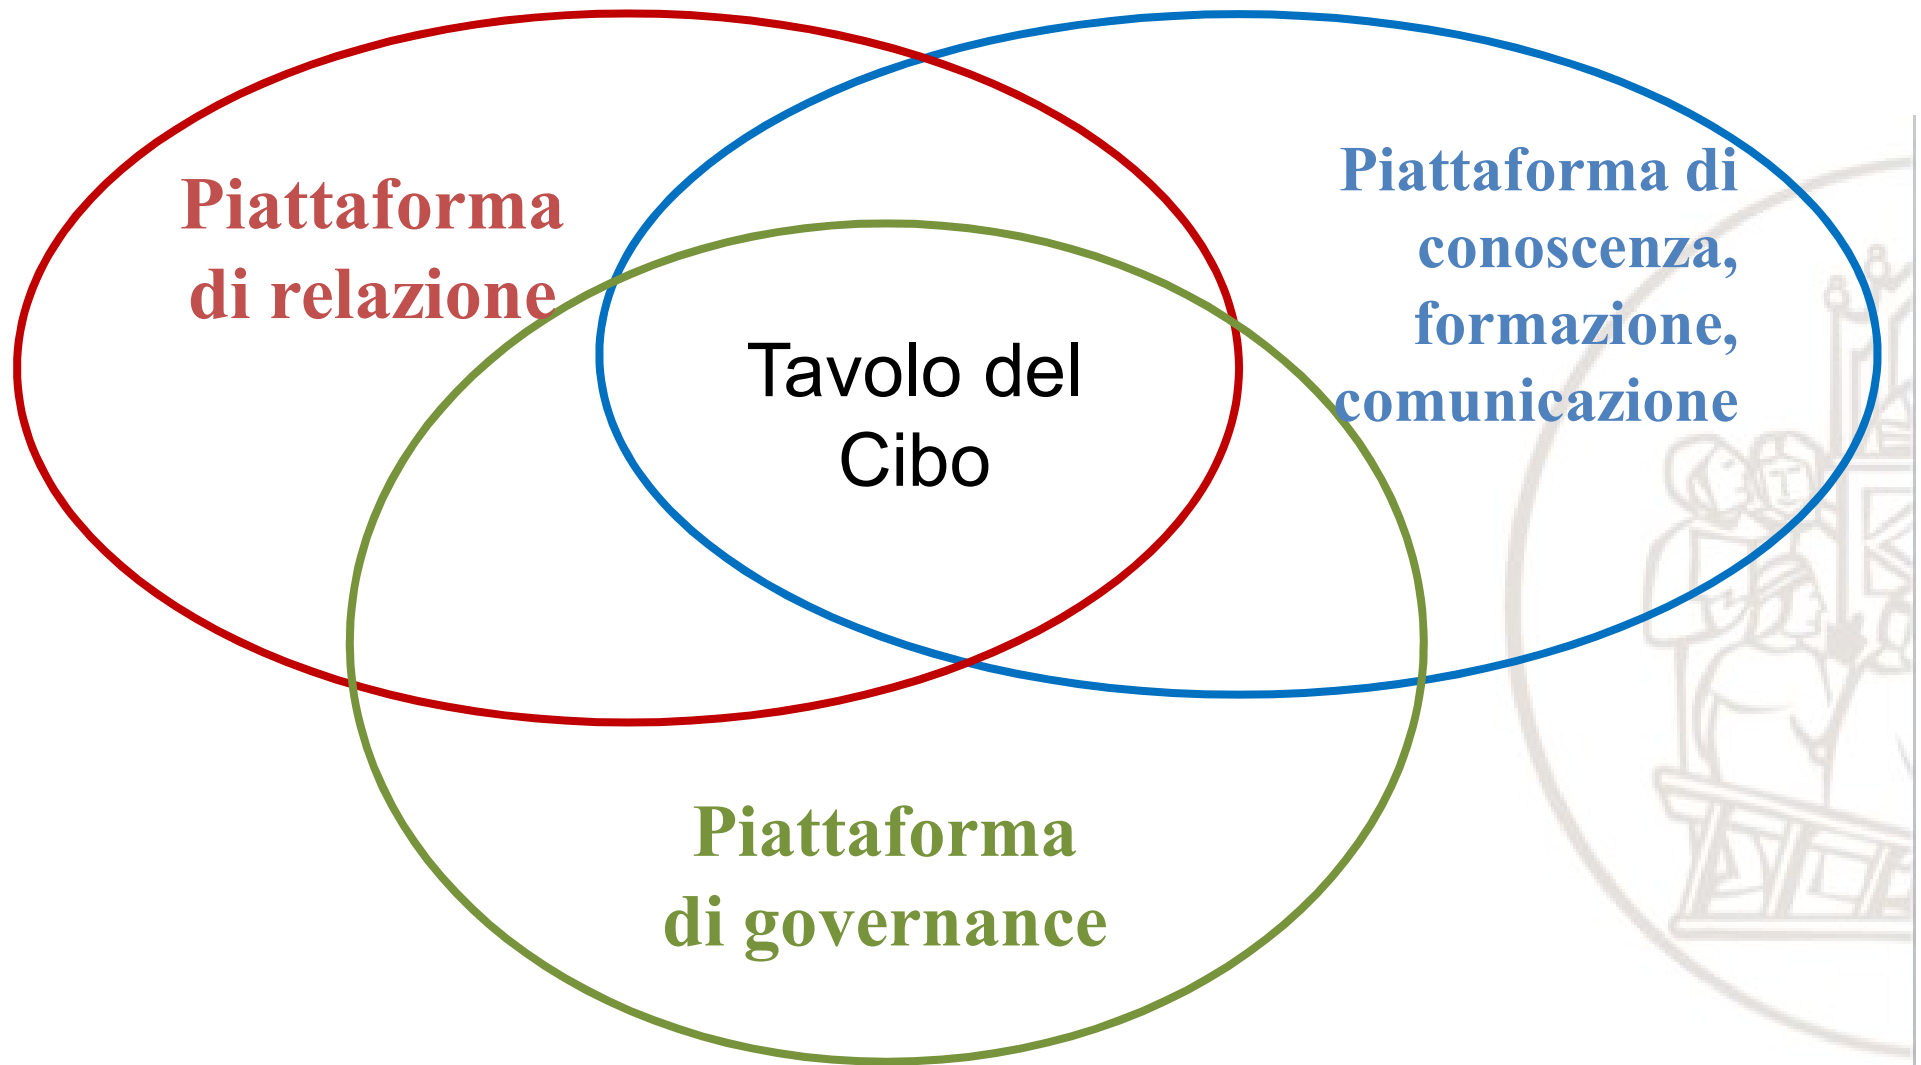 Piattaforma
di relazione
Piattaforma di
conoscenza,
formazione,
comunicazione
Tavolo del
Cibo
Piattaforma
di governance